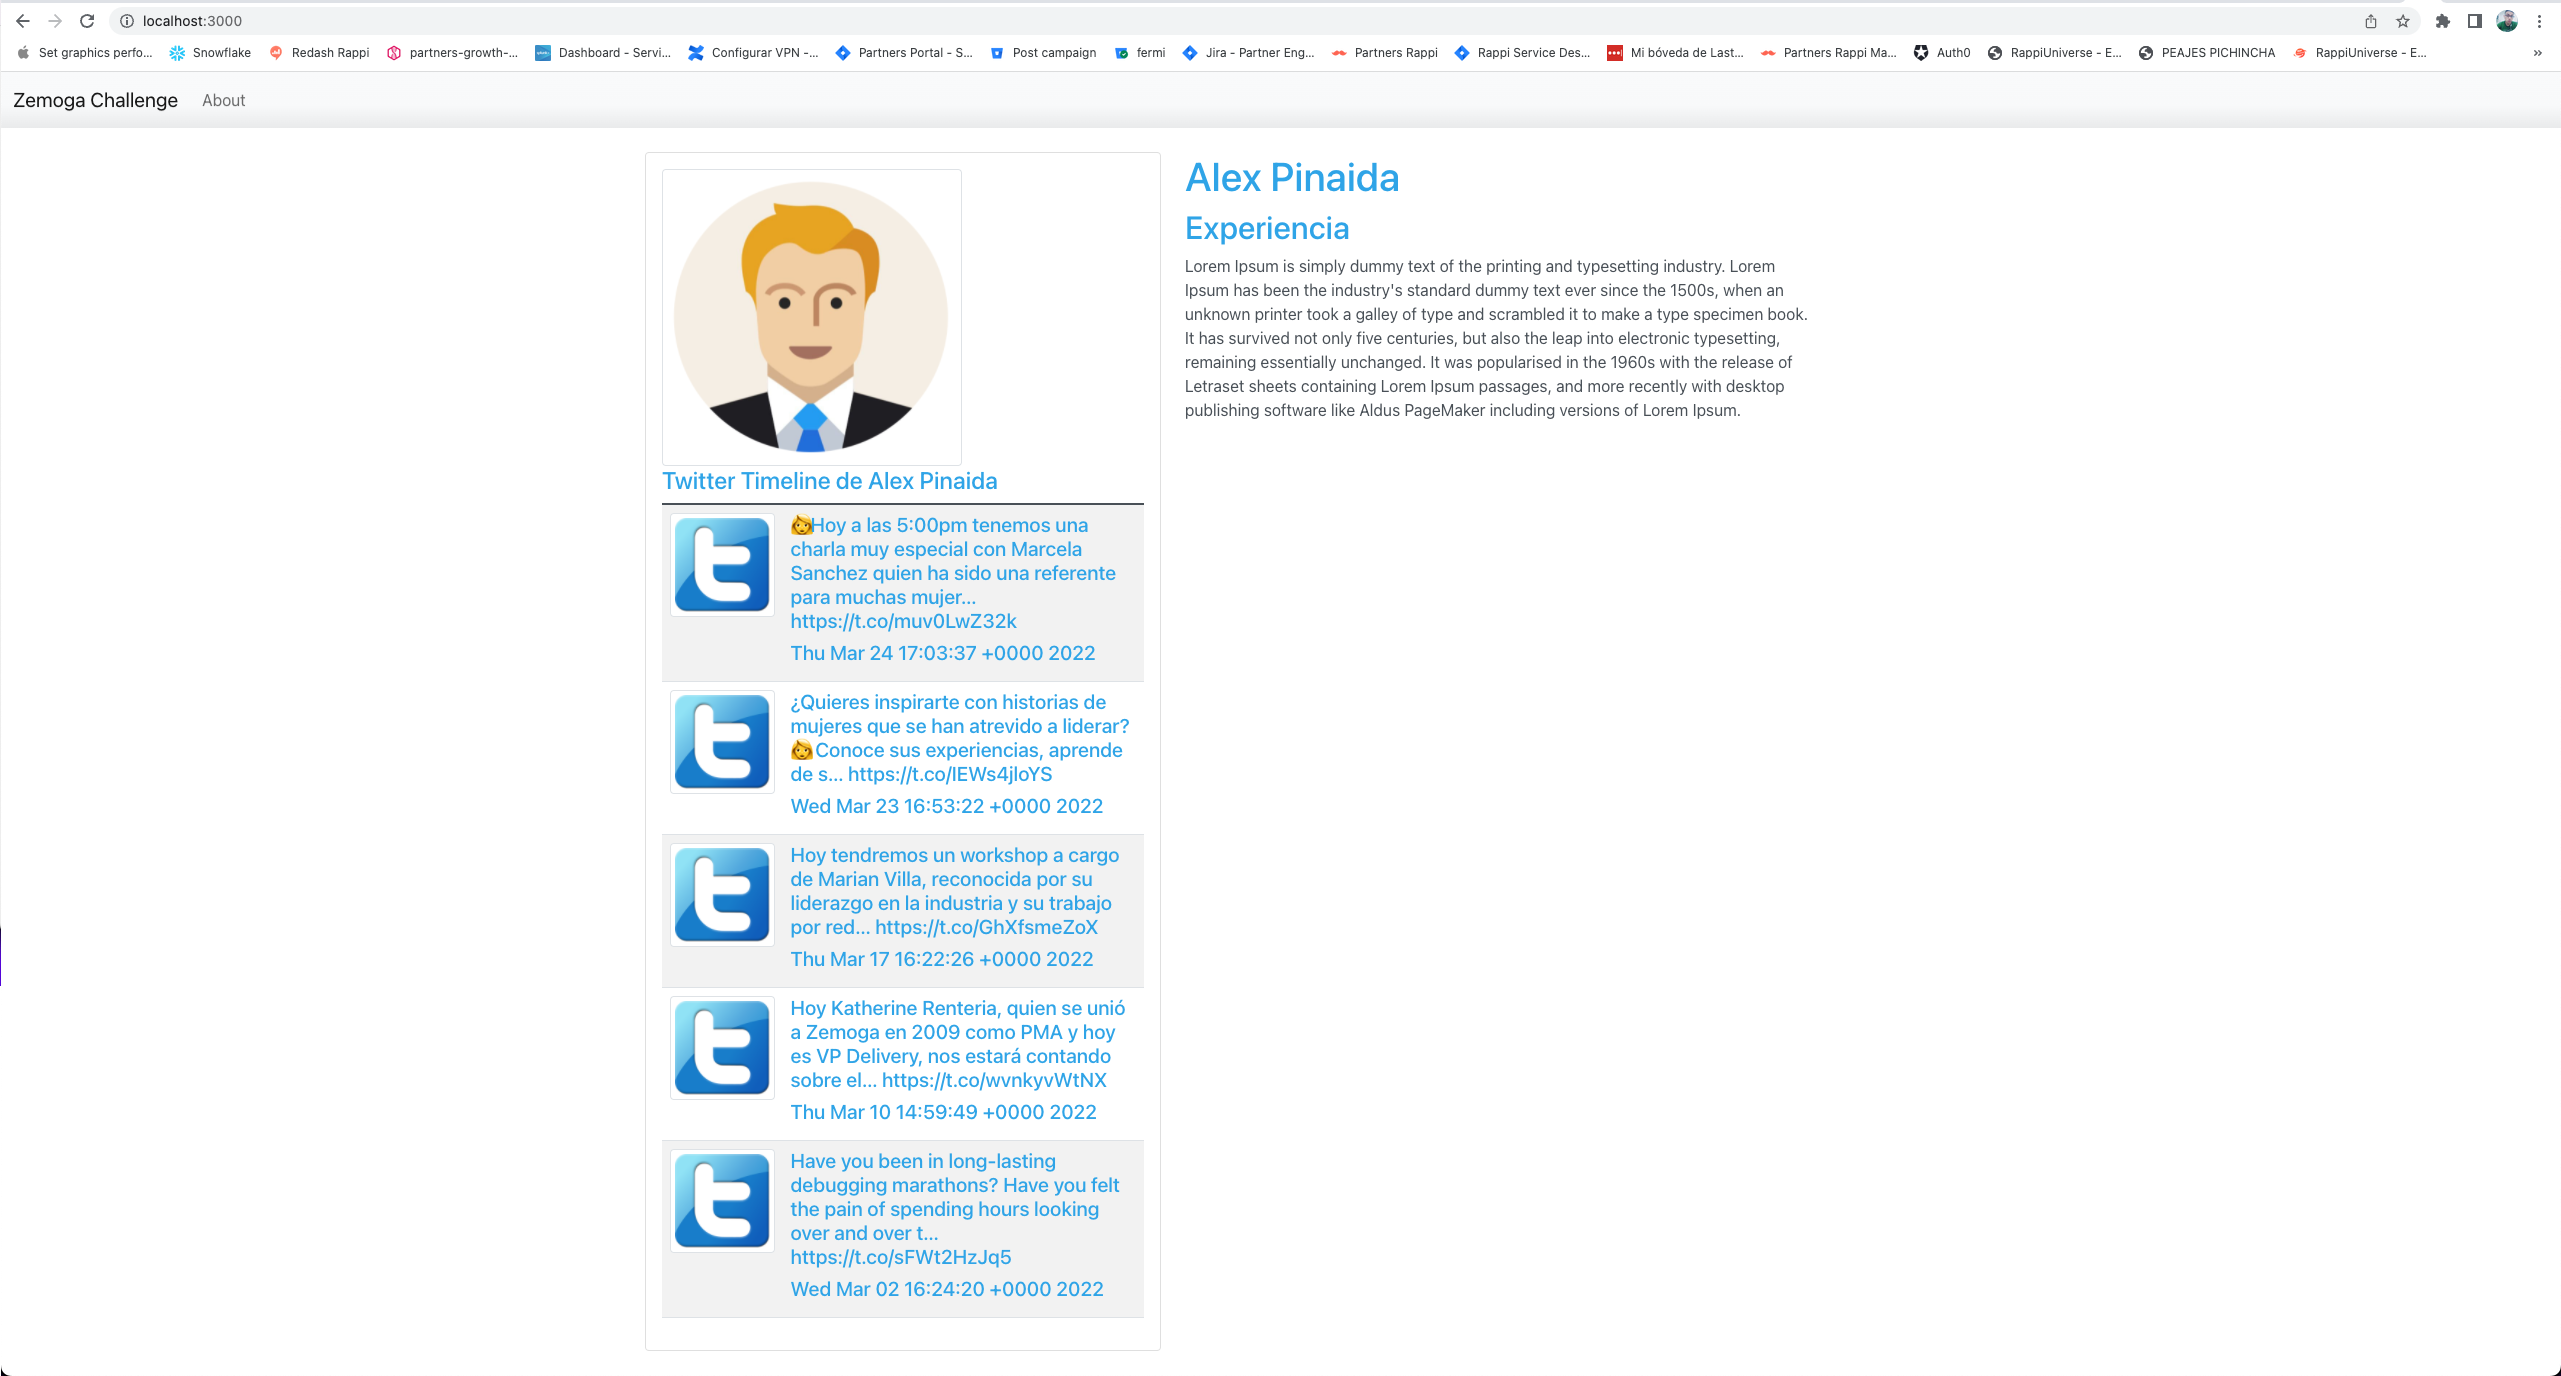 localhost:3000
Set graphics perfo... Snowflake Redash Rappi partners-growth-... Dashboard - Servi... Configurar VPN -... Partners Portal - S... Post campaign fermi Jira - Partner Eng... Partners Rappi Rappi Service Des... Mi bóveda de Last... Partners Rappi Ma... Auth0 RappiUniverse - E... PEAJES PICHINCHA RappiUniverse - E... »
Zemoga Challenge About
Alex Pinaida
Experiencia
Lorem Ipsum is simply dummy text of the printing and typesetting industry. Lorem
Ipsum has been the industry's standard dummy text ever since the 1500s, when an
unknown printer took a galley of type and scrambled it to make a type specimen book.
It has survived not only five centuries, but also the leap into electronic typesetting,
remaining essentially unchanged. It was popularised in the 1960s with the release of
Letraset sheets containing Lorem Ipsum passages, and more recently with desktop
publishing software like Aldus PageMaker including versions of Lorem Ipsum.
Twitter Timeline de Alex Pinaida
👩Hoy a las 5:00pm tenemos una
charla muy especial con Marcela
Sanchez quien ha sido una referente
para muchas mujer...
https://t.co/muv0LwZ32k
Thu Mar 24 17:03:37 +0000 2022
¿Quieres inspirarte con historias de
mujeres que se han atrevido a liderar?
👩Conoce sus experiencias, aprende
de s... https://t.co/lEWs4jloYS
Wed Mar 23 16:53:22 +0000 2022
Hoy tendremos un workshop a cargo
de Marian Villa, reconocida por su
liderazgo en la industria y su trabajo
por red... https://t.co/GhXfsmeZoX
Thu Mar 17 16:22:26 +0000 2022
Hoy Katherine Renteria, quien se unió
a Zemoga en 2009 como PMA y hoy
es VP Delivery, nos estará contando
sobre el... https://t.co/wvnkyvWtNX
Thu Mar 10 14:59:49 +0000 2022
Have you been in long-lasting
debugging marathons? Have you felt
the pain of spending hours looking
over and over t...
https://t.co/sFWt2HzJq5
Wed Mar 02 16:24:20 +0000 2022